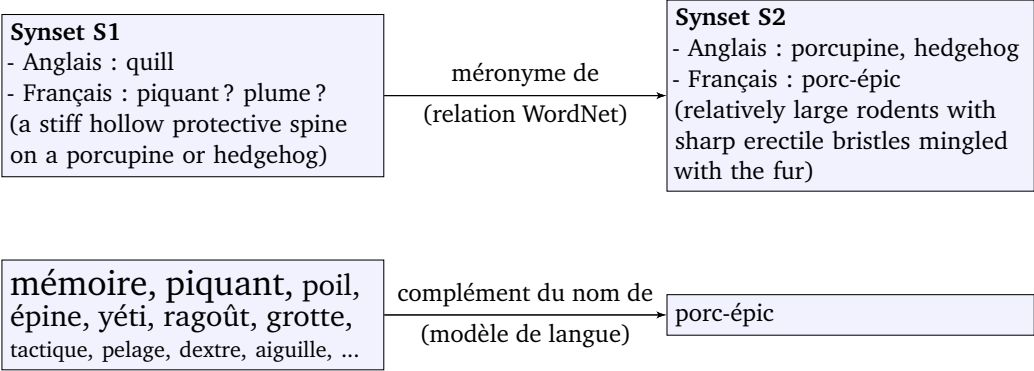 Synset S1
- Anglais : quill
- Français : piquant ? plume ?
(a stiff hollow protective spine
on a porcupine or hedgehog)
méronyme de
(relation WordNet)
Synset S2
- Anglais : porcupine, hedgehog
- Français : porc-épic
(relatively large rodents with
sharp erectile bristles mingled
with the fur)
mémoire, piquant, poil,
épine, yéti, ragoût, grotte,
tactique, pelage, dextre, aiguille, ...
complément du nom de
(modèle de langue)
porc-épic